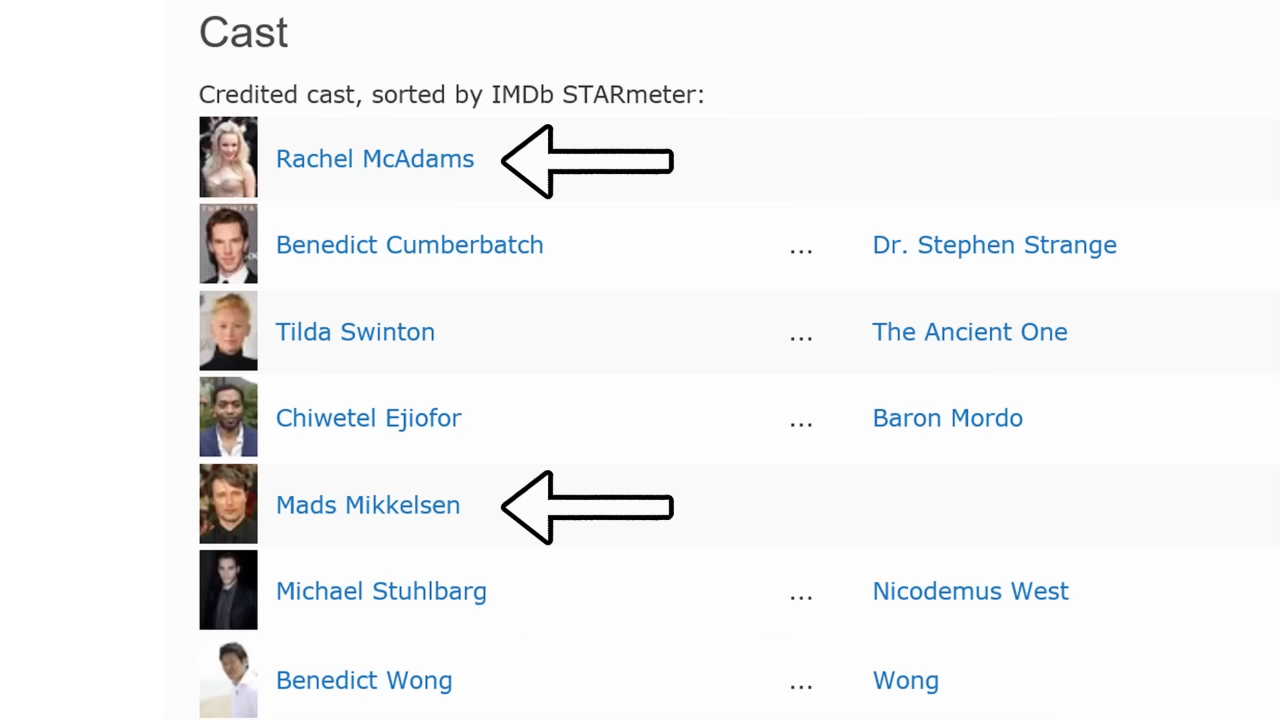 Cast
Credited cast, sorted by IMDb STARmeter:
Rachel McAdams
Benedict Cumberbatch ... Dr. Stephen Strange
Tilda Swinton ... The Ancient One
Chiwetel Ejiofor ... Baron Mordo
Mads Mikkelsen
Michael Stuhlbarg ... Nicodemus West
Benedict Wong ... Wong